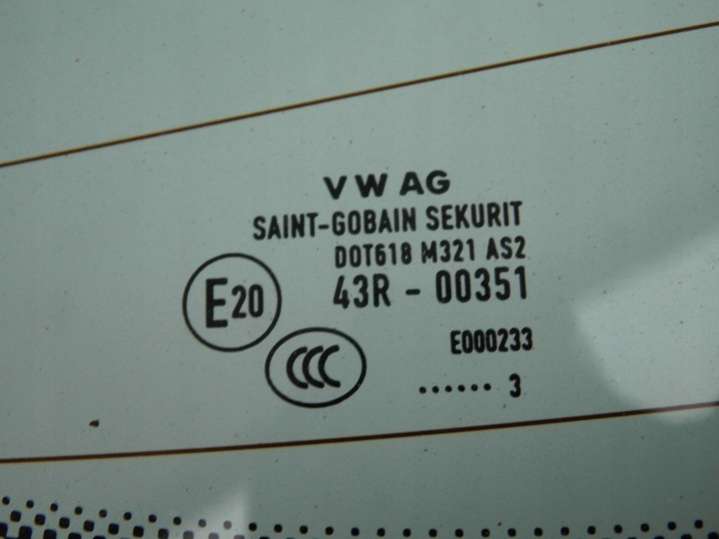 VW AG
SAINT-GOBAIN SEKURIT
DOT618 M321 AS2
E20
43R - 00351
E000233
CCC
...... 3